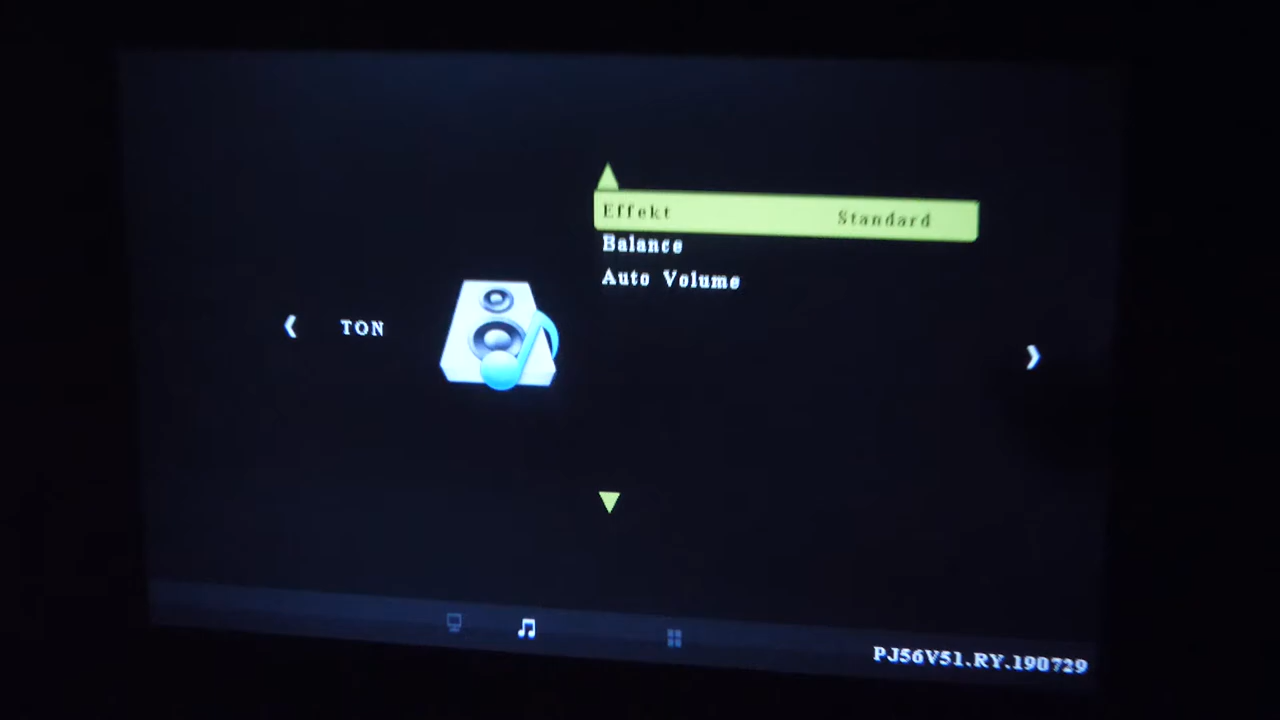 Effekt Standard
Balance
Auto Volume
TON
PJ56V51.RY.190729